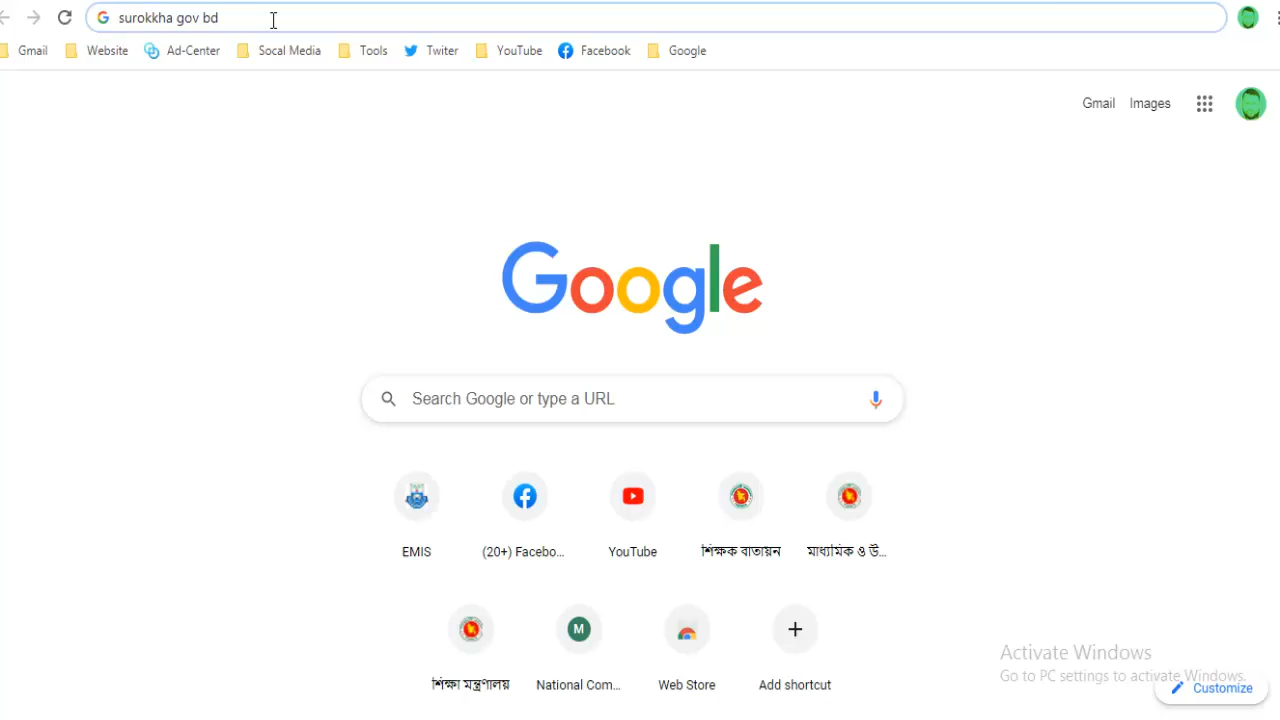 surokkha gov bd
Gmail Website Ad-Center Socal Media Tools Twiter YouTube Facebook Google
Gmail Images
Google
Search Google or type a URL
EMIS (20+) Facebo... YouTube শিক্ষক বাতায়ন মাধ্যমিক ও উ...
M
শিক্ষা মন্ত্রণালয় National Com... Web Store Add shortcut
Activate Windows
Go to PC settings to activate Windows.
Customize